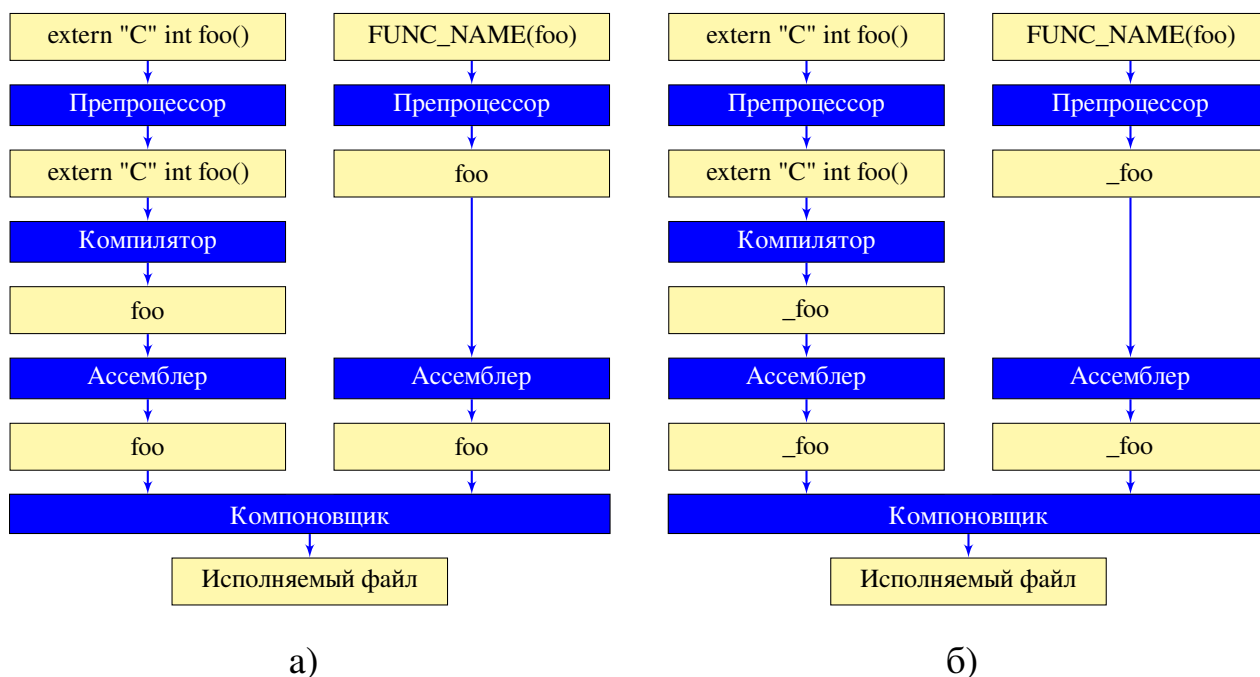 extern "C" int foo()
FUNC_NAME(foo)
extern "C" int foo()
FUNC_NAME(foo)
Препроцессор
Препроцессор
Препроцессор
Препроцессор
extern "C" int foo()
foo
extern "C" int foo()
_foo
Компилятор
Компилятор
foo
_foo
Ассемблер
Ассемблер
Ассемблер
Ассемблер
foo
foo
_foo
_foo
Компоновщик
Компоновщик
Исполняемый файл
Исполняемый файл
а)
б)